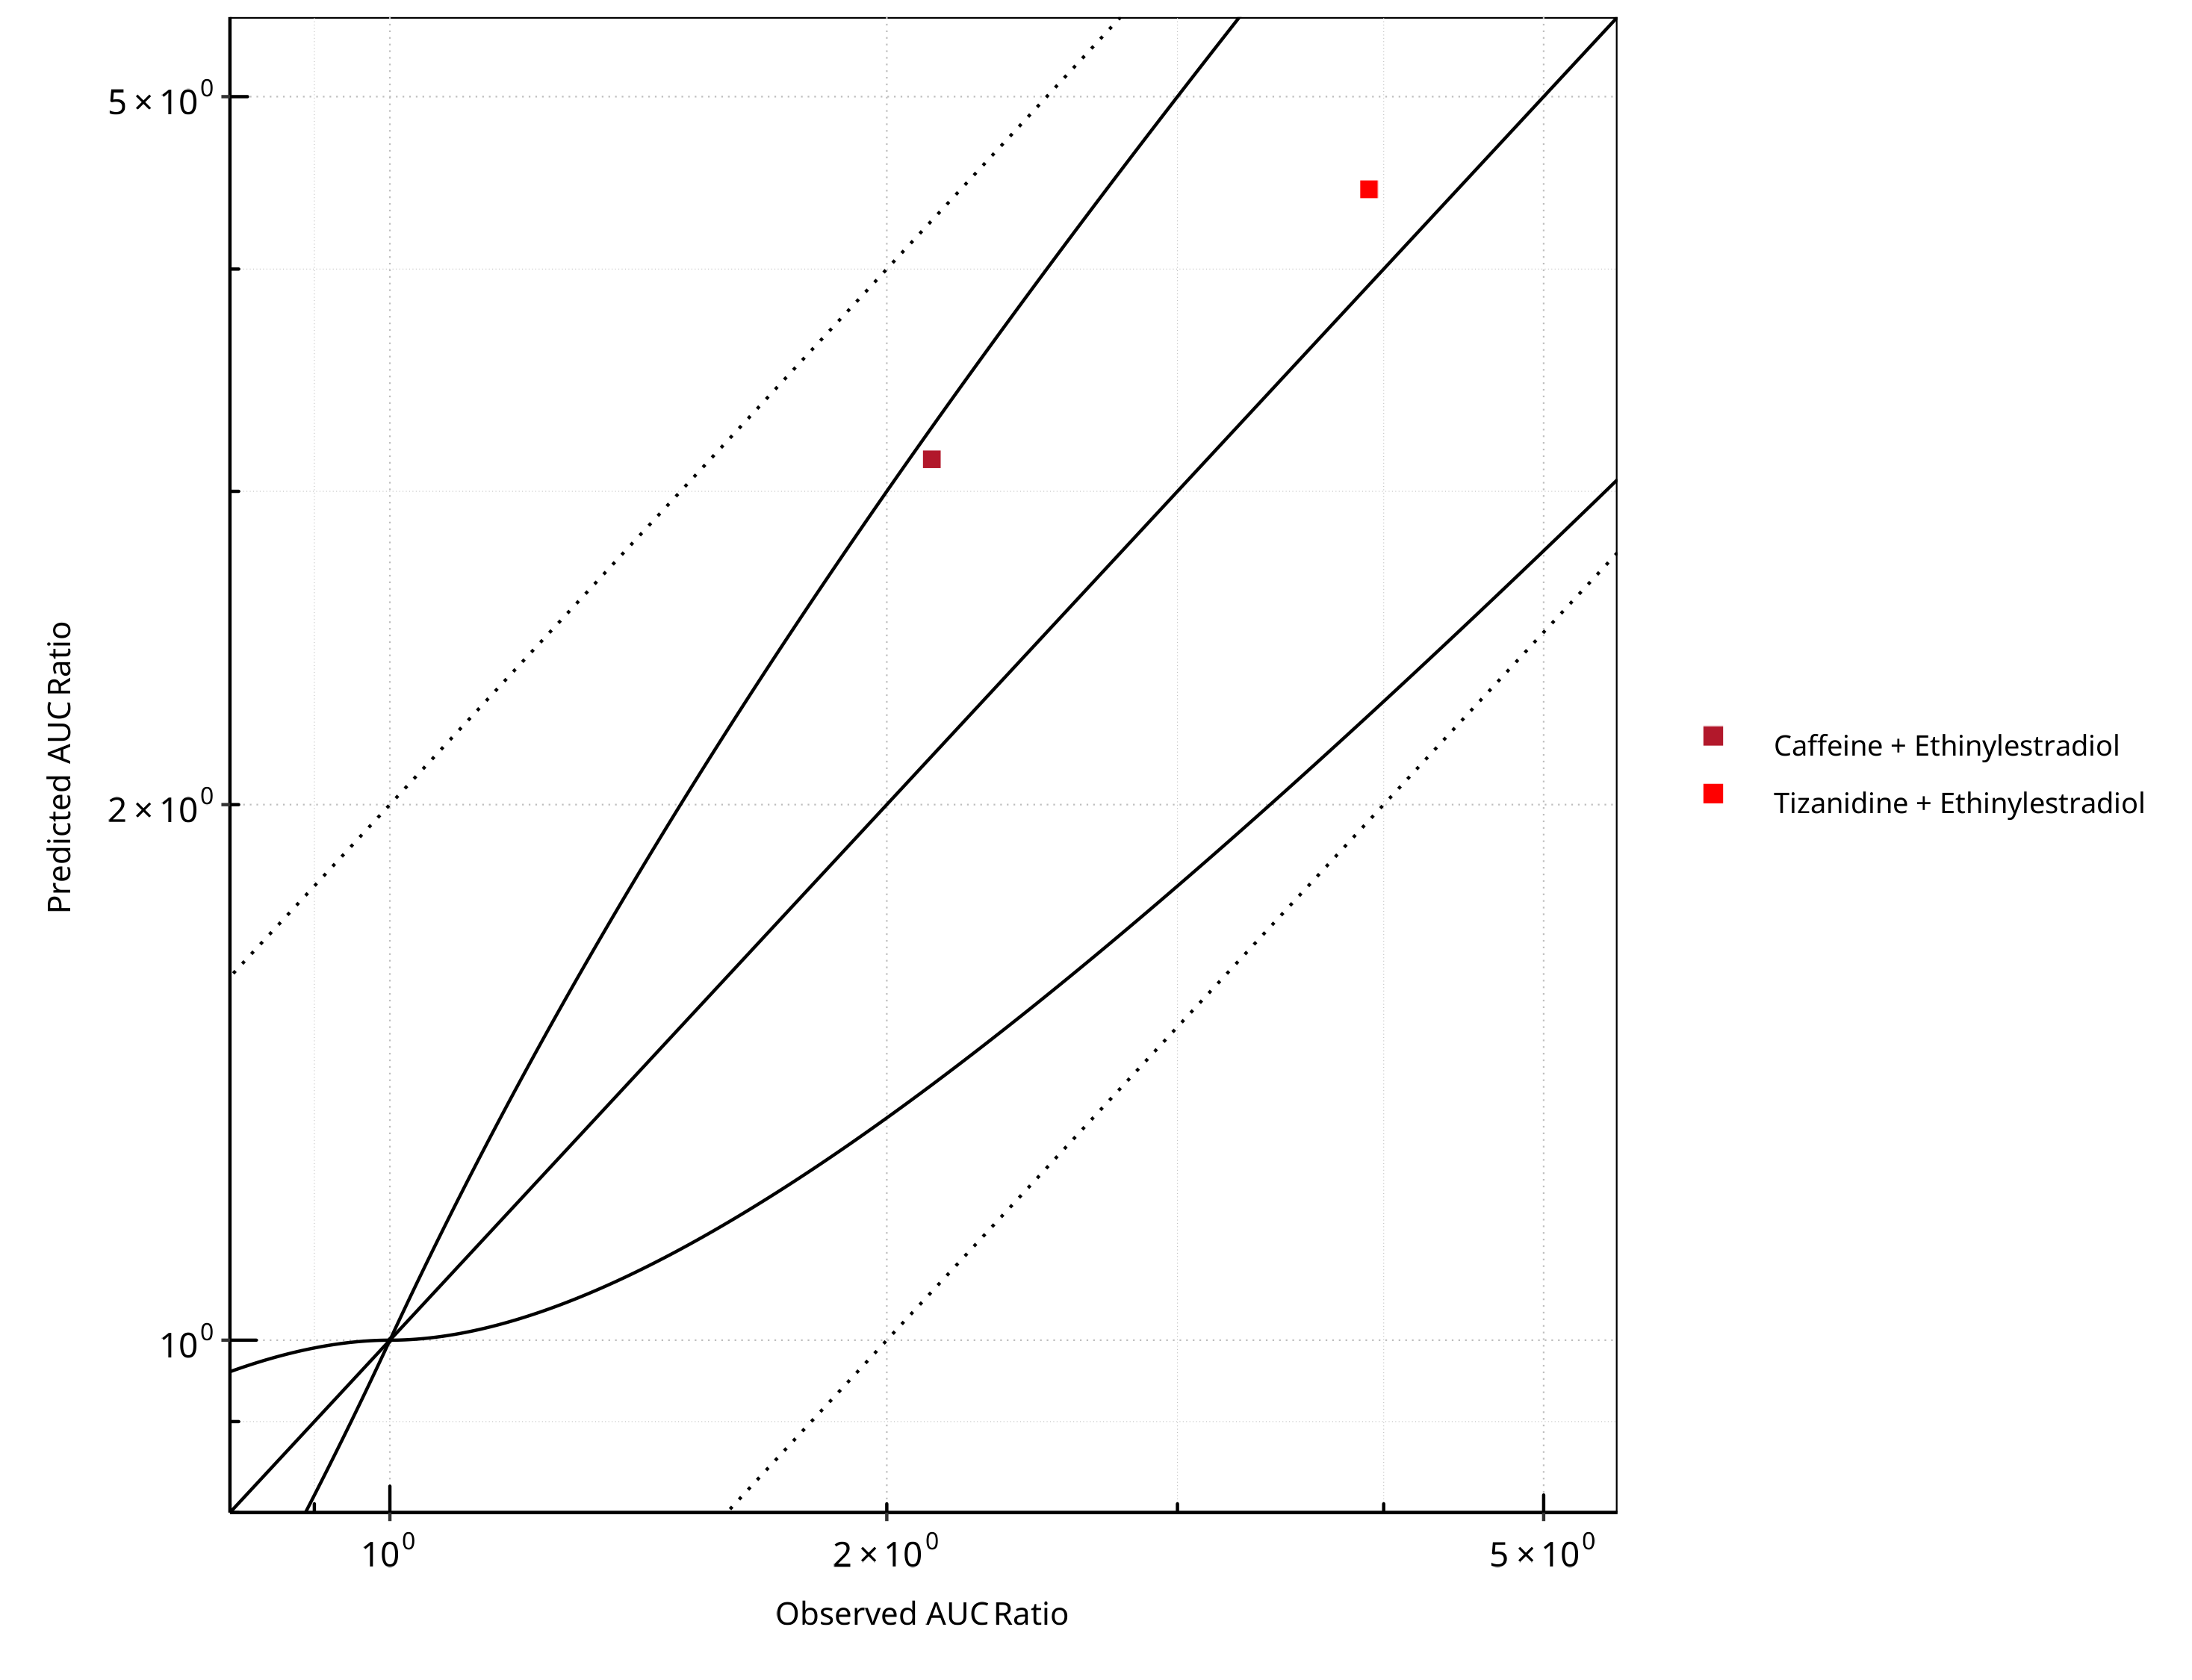 5 × 10⁰
2 × 10⁰
10⁰
Predicted AUC Ratio
10⁰
2 × 10⁰
5 × 10⁰
Observed AUC Ratio
Caffeine + Ethinylestradiol
Tizanidine + Ethinylestradiol